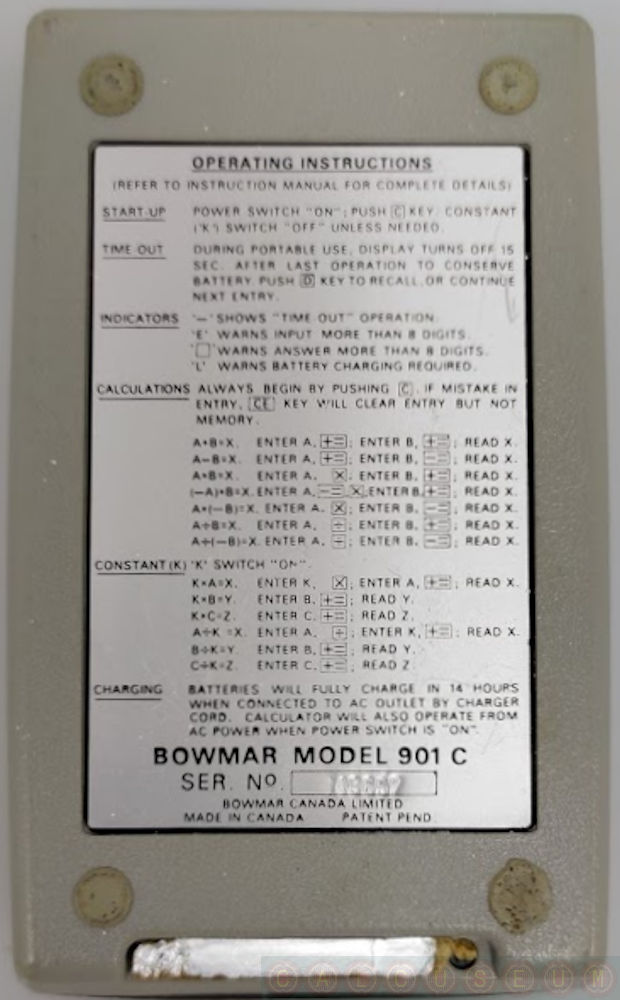 OPERATING INSTRUCTIONS
(REFER TO INSTRUCTION MANUAL FOR COMPLETE DETAILS)
START-UP POWER SWITCH "ON"; PUSH [C] KEY. CONSTANT
('K') SWITCH "OFF" UNLESS NEEDED.
TIME OUT DURING PORTABLE USE, DISPLAY TURNS OFF 15
SEC. AFTER LAST OPERATION TO CONSERVE
BATTERY. PUSH [D] KEY TO RECALL, OR CONTINUE
NEXT ENTRY.
INDICATORS '—' SHOWS "TIME OUT" OPERATION.
'E' WARNS INPUT MORE THAN 8 DIGITS.
'□' WARNS ANSWER MORE THAN 8 DIGITS.
'L' WARNS BATTERY CHARGING REQUIRED.
CALCULATIONS ALWAYS BEGIN BY PUSHING [C]. IF MISTAKE IN
ENTRY, [CE] KEY WILL CLEAR ENTRY BUT NOT
MEMORY.
A+B=X. ENTER A, [+=]; ENTER B, [+=]; READ X.
A−B=X. ENTER A, [+=]; ENTER B, [−=]; READ X.
A×B=X. ENTER A, [×]; ENTER B, [+=]; READ X.
(−A)×B=X. ENTER A, [−=], [×]; ENTER B, [+=]; READ X.
A×(−B)=X. ENTER A, [×]; ENTER B, [−=]; READ X.
A÷B=X. ENTER A, [÷]; ENTER B, [+=]; READ X.
A÷(−B)=X. ENTER A, [÷]; ENTER B, [−=]; READ X.
CONSTANT (K) 'K' SWITCH "ON".
K×A=X. ENTER K, [×]; ENTER A, [+=]; READ X.
K×B=Y. ENTER B, [+=]; READ Y.
K×C=Z. ENTER C, [+=]; READ Z.
A÷K =X. ENTER A, [÷]; ENTER K, [+=]; READ X.
B÷K=Y. ENTER B, [+=]; READ Y.
C÷K=Z. ENTER C, [+=]; READ Z.
CHARGING BATTERIES WILL FULLY CHARGE IN 14 HOURS
WHEN CONNECTED TO AC OUTLET BY CHARGER
CORD. CALCULATOR WILL ALSO OPERATE FROM
AC POWER WHEN POWER SWITCH IS "ON".
BOWMAR MODEL 901 C
SER. NO.
BOWMAR CANADA LIMITED
MADE IN CANADA PATENT PEND.
CALCUSEUM